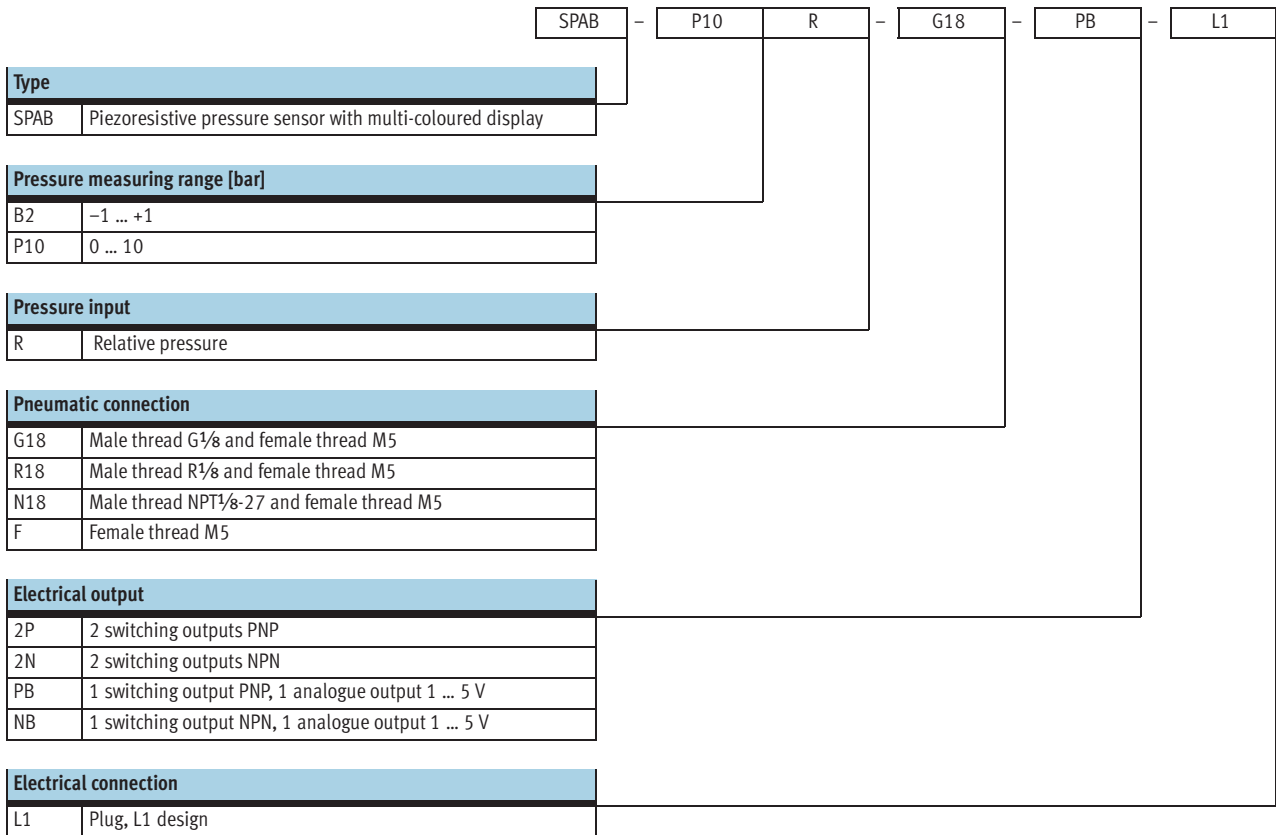 SPAB – P10 R – G18 – PB – L1
Type
SPAB Piezoresistive pressure sensor with multi-coloured display
Pressure measuring range [bar]
B2 –1 ... +1
P10 0 ... 10
Pressure input
R Relative pressure
Pneumatic connection
G18 Male thread G⅛ and female thread M5
R18 Male thread R⅛ and female thread M5
N18 Male thread NPT⅛-27 and female thread M5
F Female thread M5
Electrical output
2P 2 switching outputs PNP
2N 2 switching outputs NPN
PB 1 switching output PNP, 1 analogue output 1 ... 5 V
NB 1 switching output NPN, 1 analogue output 1 ... 5 V
Electrical connection
L1 Plug, L1 design